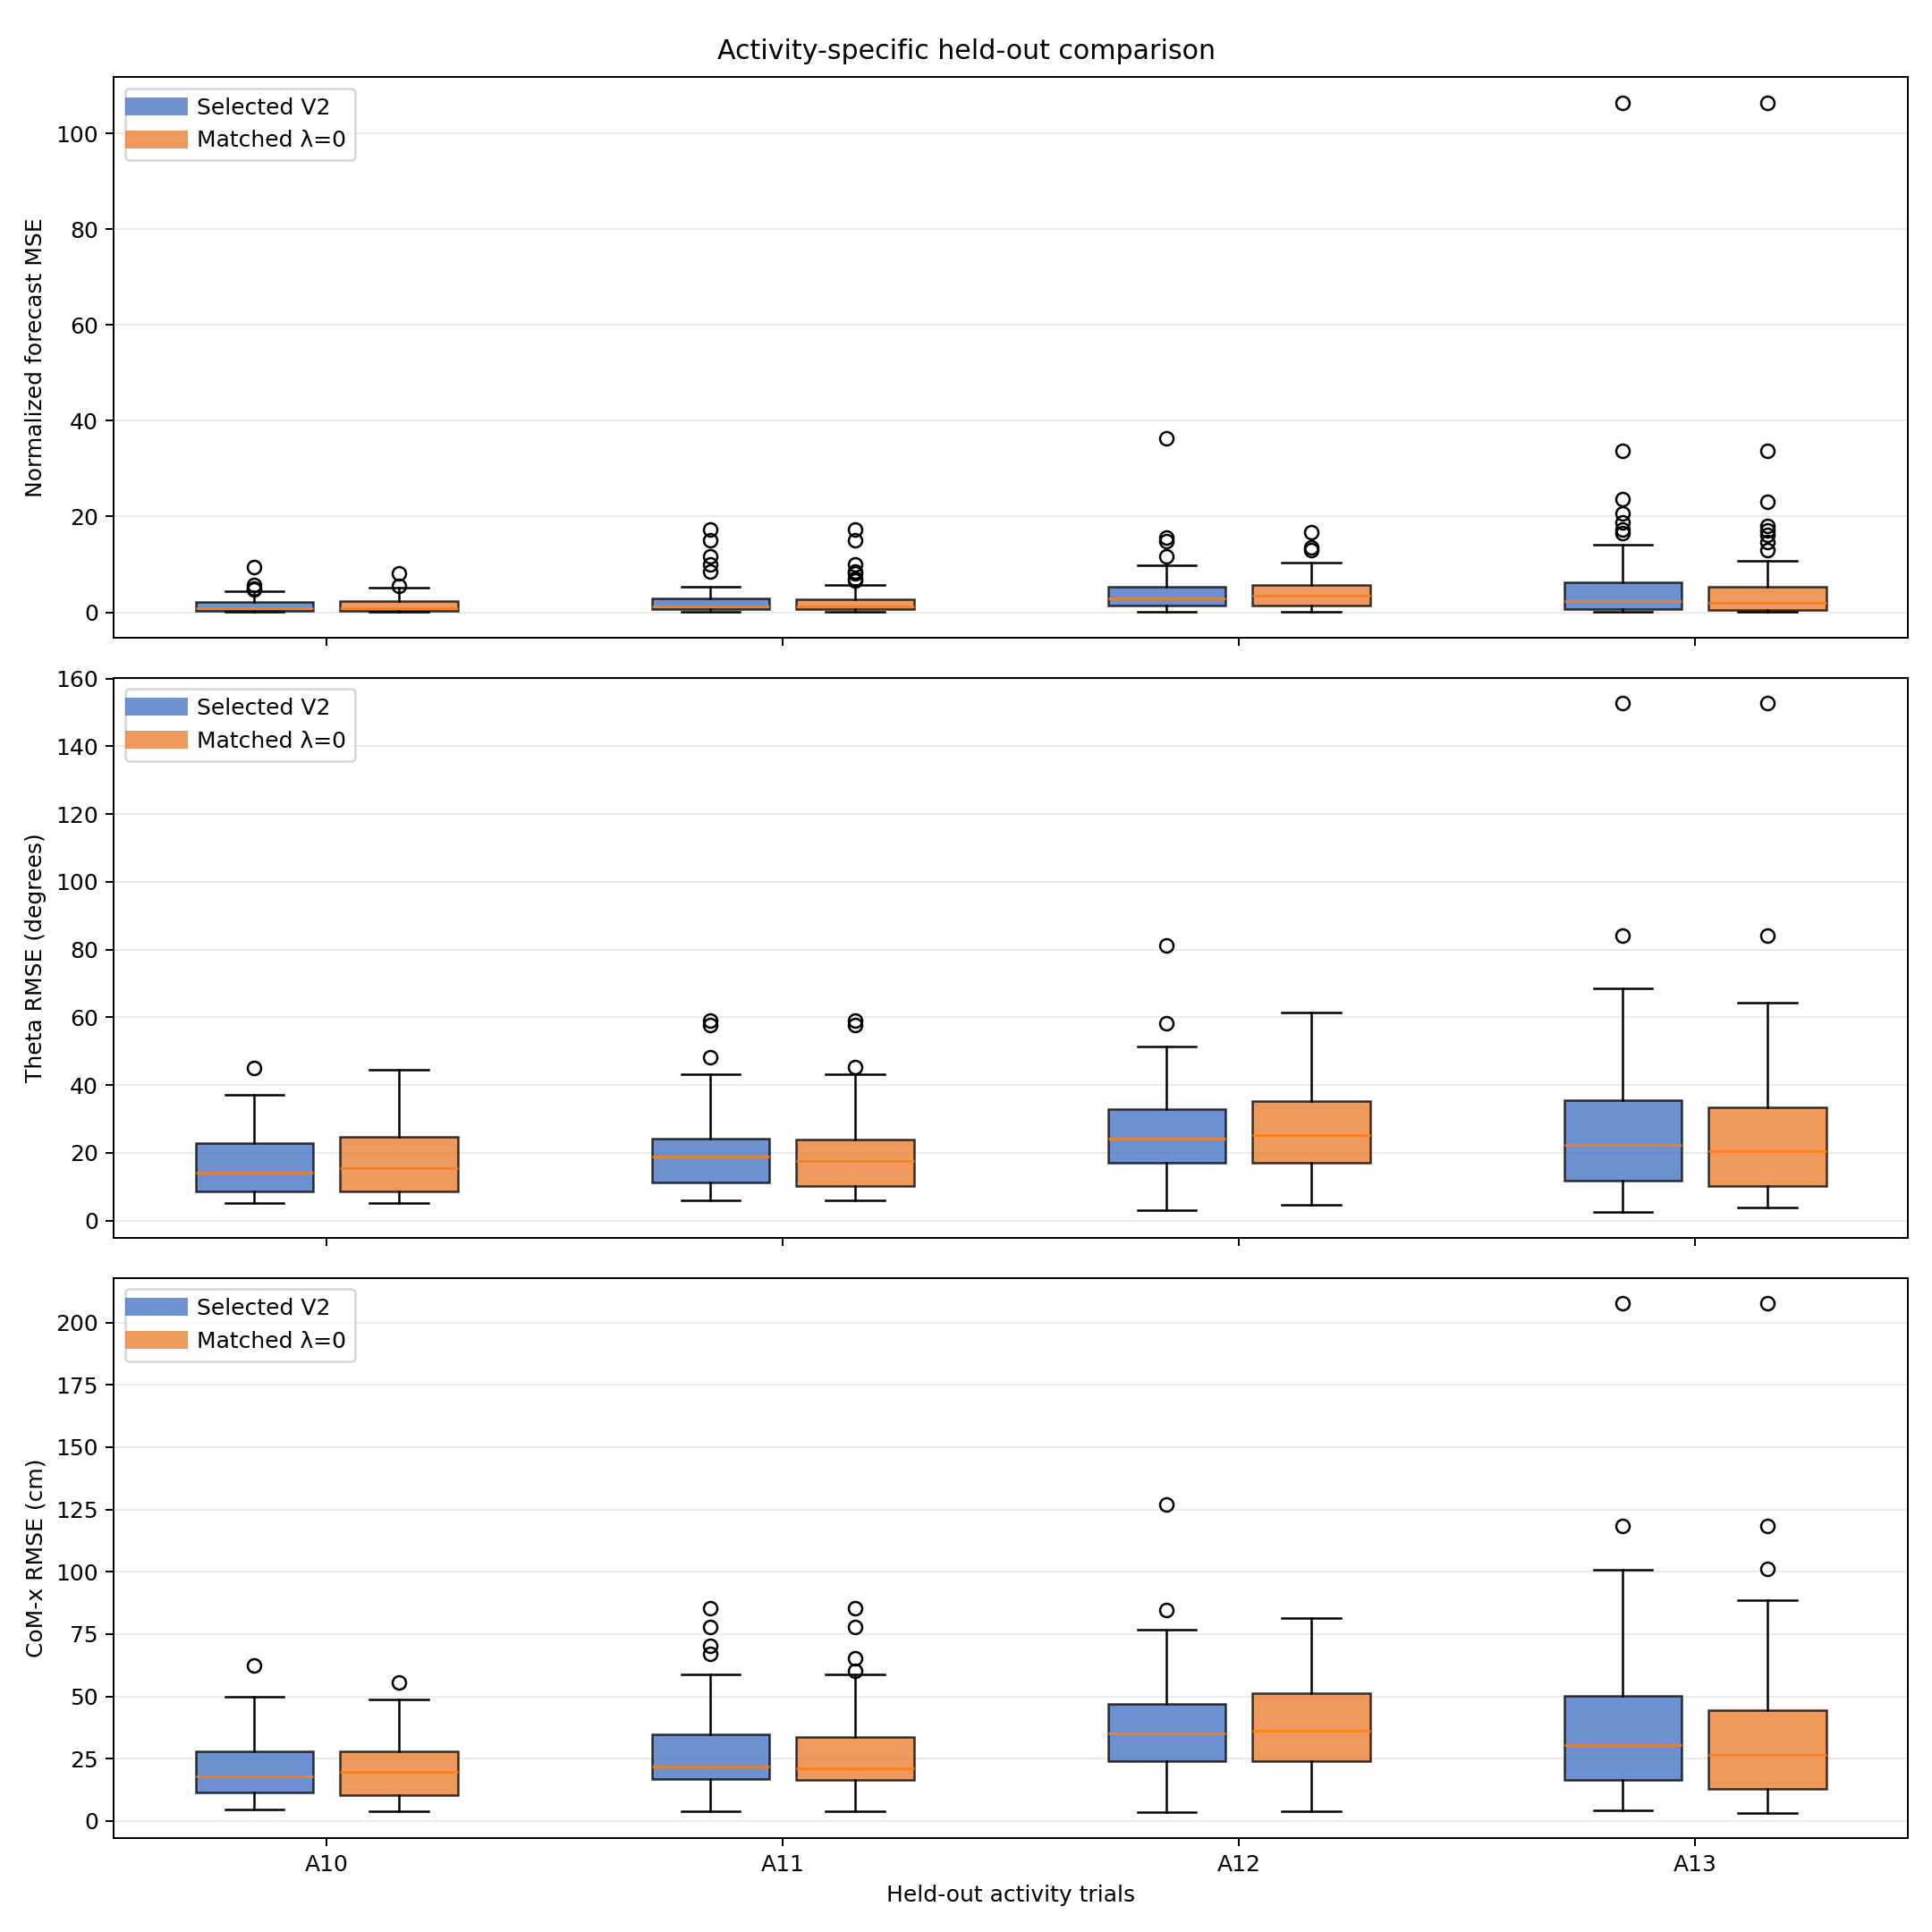 Activity-specific held-out comparison
Selected V2
Matched λ=0
Normalized forecast MSE
100
80
60
40
20
0
Selected V2
Matched λ=0
Theta RMSE (degrees)
160
140
120
100
80
60
40
20
0
Selected V2
Matched λ=0
CoM-x RMSE (cm)
200
175
150
125
100
75
50
25
0
A10 A11 A12 A13
Held-out activity trials